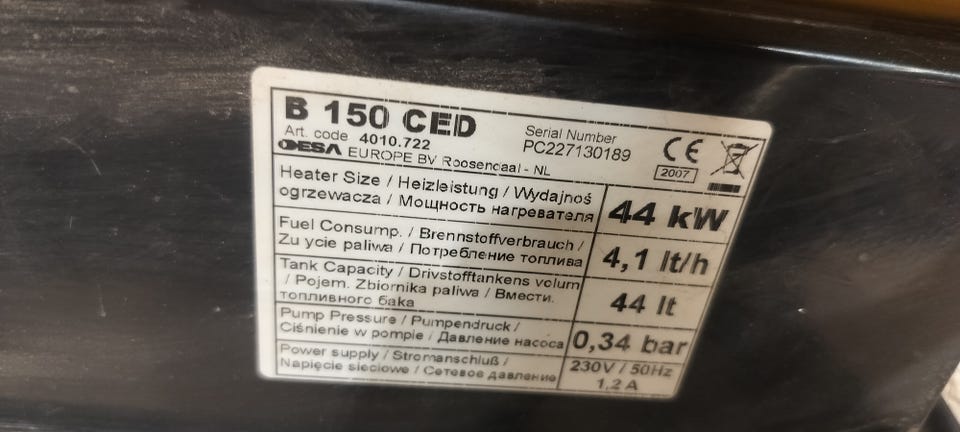 B 150 CED
Art. code 4010.722
DESA EUROPE BV Roosendaal - NL
Serial Number
PC227130189
CE
2007
Heater Size / Heizleistung / Wydajnoś
ogrzewacza / Мощность нагревателя
44 kW
Fuel Consump. / Brennstoffverbrauch /
Zu ycie paliwa / Потребление топлива
4,1 lt/h
Tank Capacity / Drivstofftankens volum
/ Pojem. Zbiornika paliwa / Вмести.
топливного бака
44 lt
Pump Pressure / Pumpendruck /
Ciśnienie w pompie / Давление насоса
0,34 bar
Power supply / Stromanschluß /
Napięcie sieciowe / Сетевое давление
230V / 50Hz
1,2 A